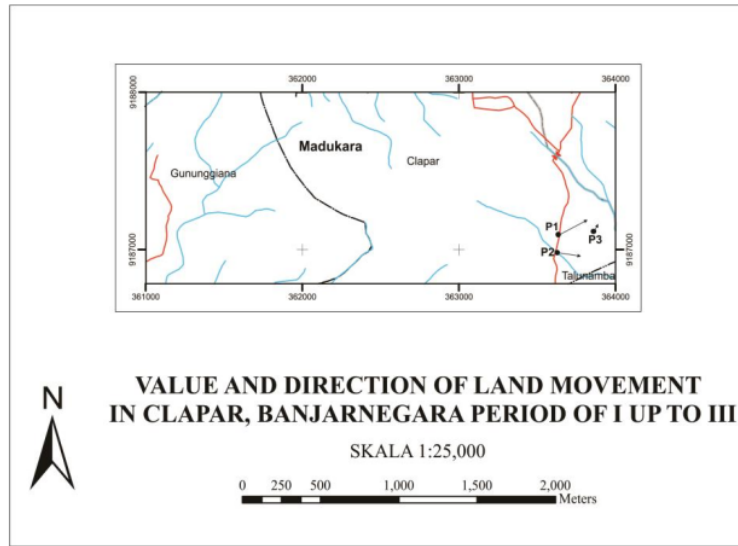 362000 363000 364000
9188000 9188000
Madukara
Clapar
Gununggiana
P1
P3
P2
9187000 9187000
Talunamba
361000 362000 363000 364000
N
VALUE AND DIRECTION OF LAND MOVEMENT
IN CLAPAR, BANJARNEGARA PERIOD OF I UP TO III
SKALA 1:25,000
0 250 500 1,000 1,500 2,000
Meters